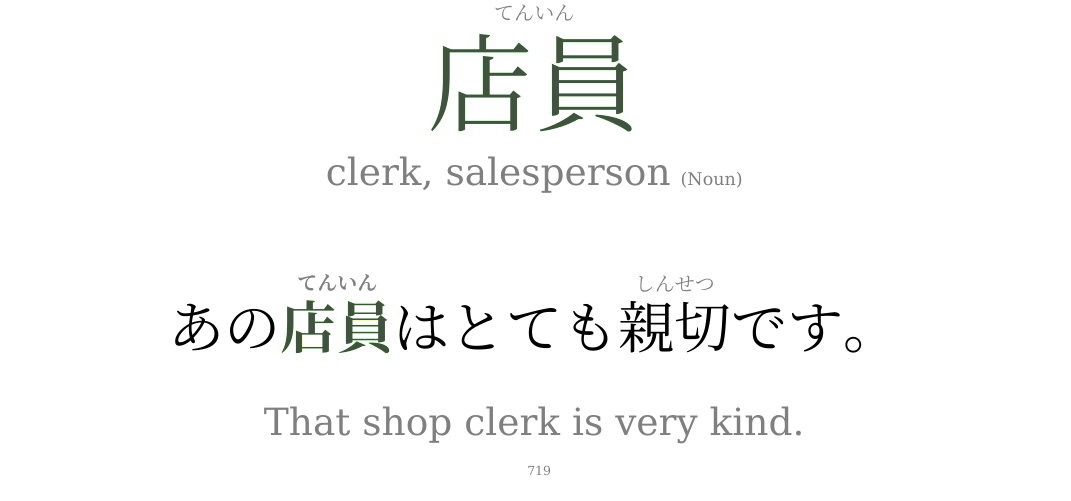 てんいん
店員
clerk, salesperson (Noun)
てんいん しんせつ
あの店員はとても親切です。
That shop clerk is very kind.
719